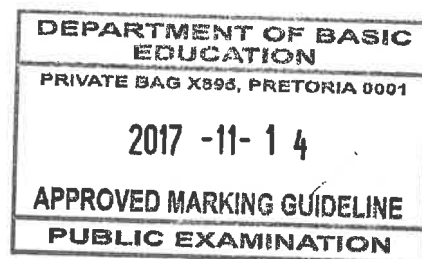 DEPARTMENT OF BASIC
EDUCATION
PRIVATE BAG X895, PRETORIA 0001
2017 -11- 1 4
APPROVED MARKING GUIDELINE
PUBLIC EXAMINATION